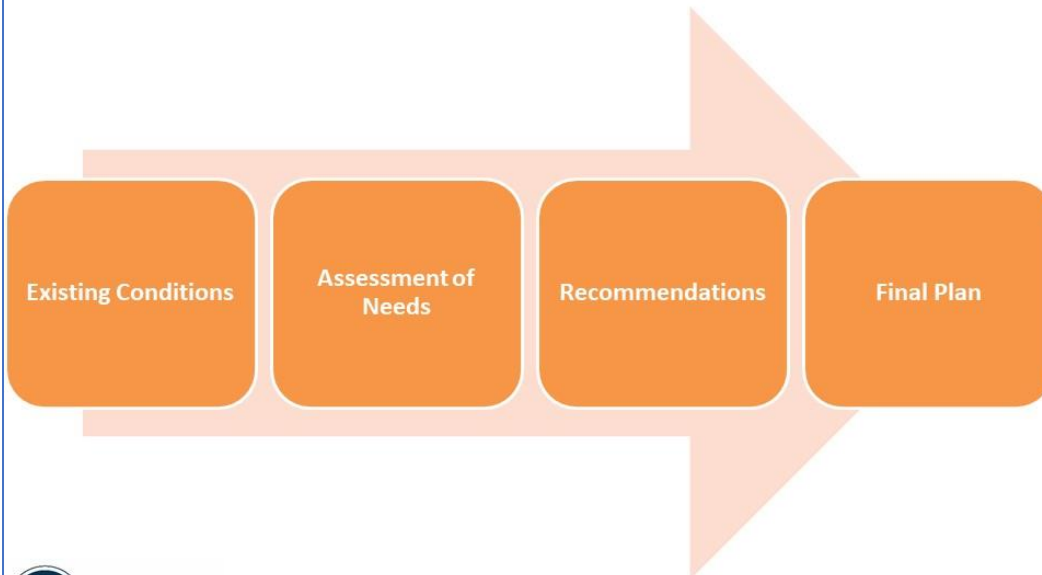 Existing Conditions
Assessment of
Needs
Recommendations
Final Plan